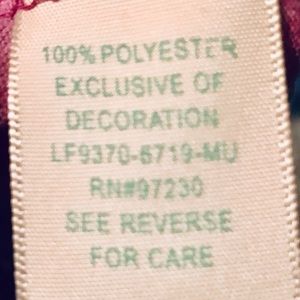 100% POLYESTER
EXCLUSIVE OF
DECORATION
LF9370-6719-MU
RN#97230
SEE REVERSE
FOR CARE